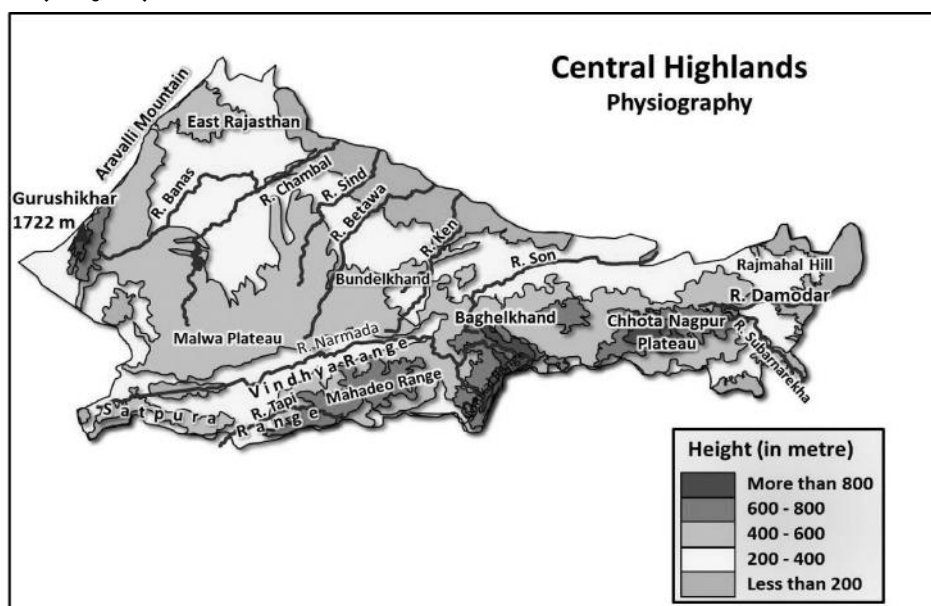 Central Highlands
Physiography
Aravalli Mountain
East Rajasthan
Gurushikhar
1722 m
R. Banas
R. Chambal
R. Sind
R. Betawa
R. Ken
R. Son
Bundelkhand
Rajmahal Hill
R. Damodar
Baghelkhand
Chhota Nagpur
Plateau
R. Subarnarekha
Malwa Plateau
R. Narmada
Vindhya Range
R. Tapi
Mahadeo Range
Satpura Range
Height (in metre)
More than 800
600 - 800
400 - 600
200 - 400
Less than 200